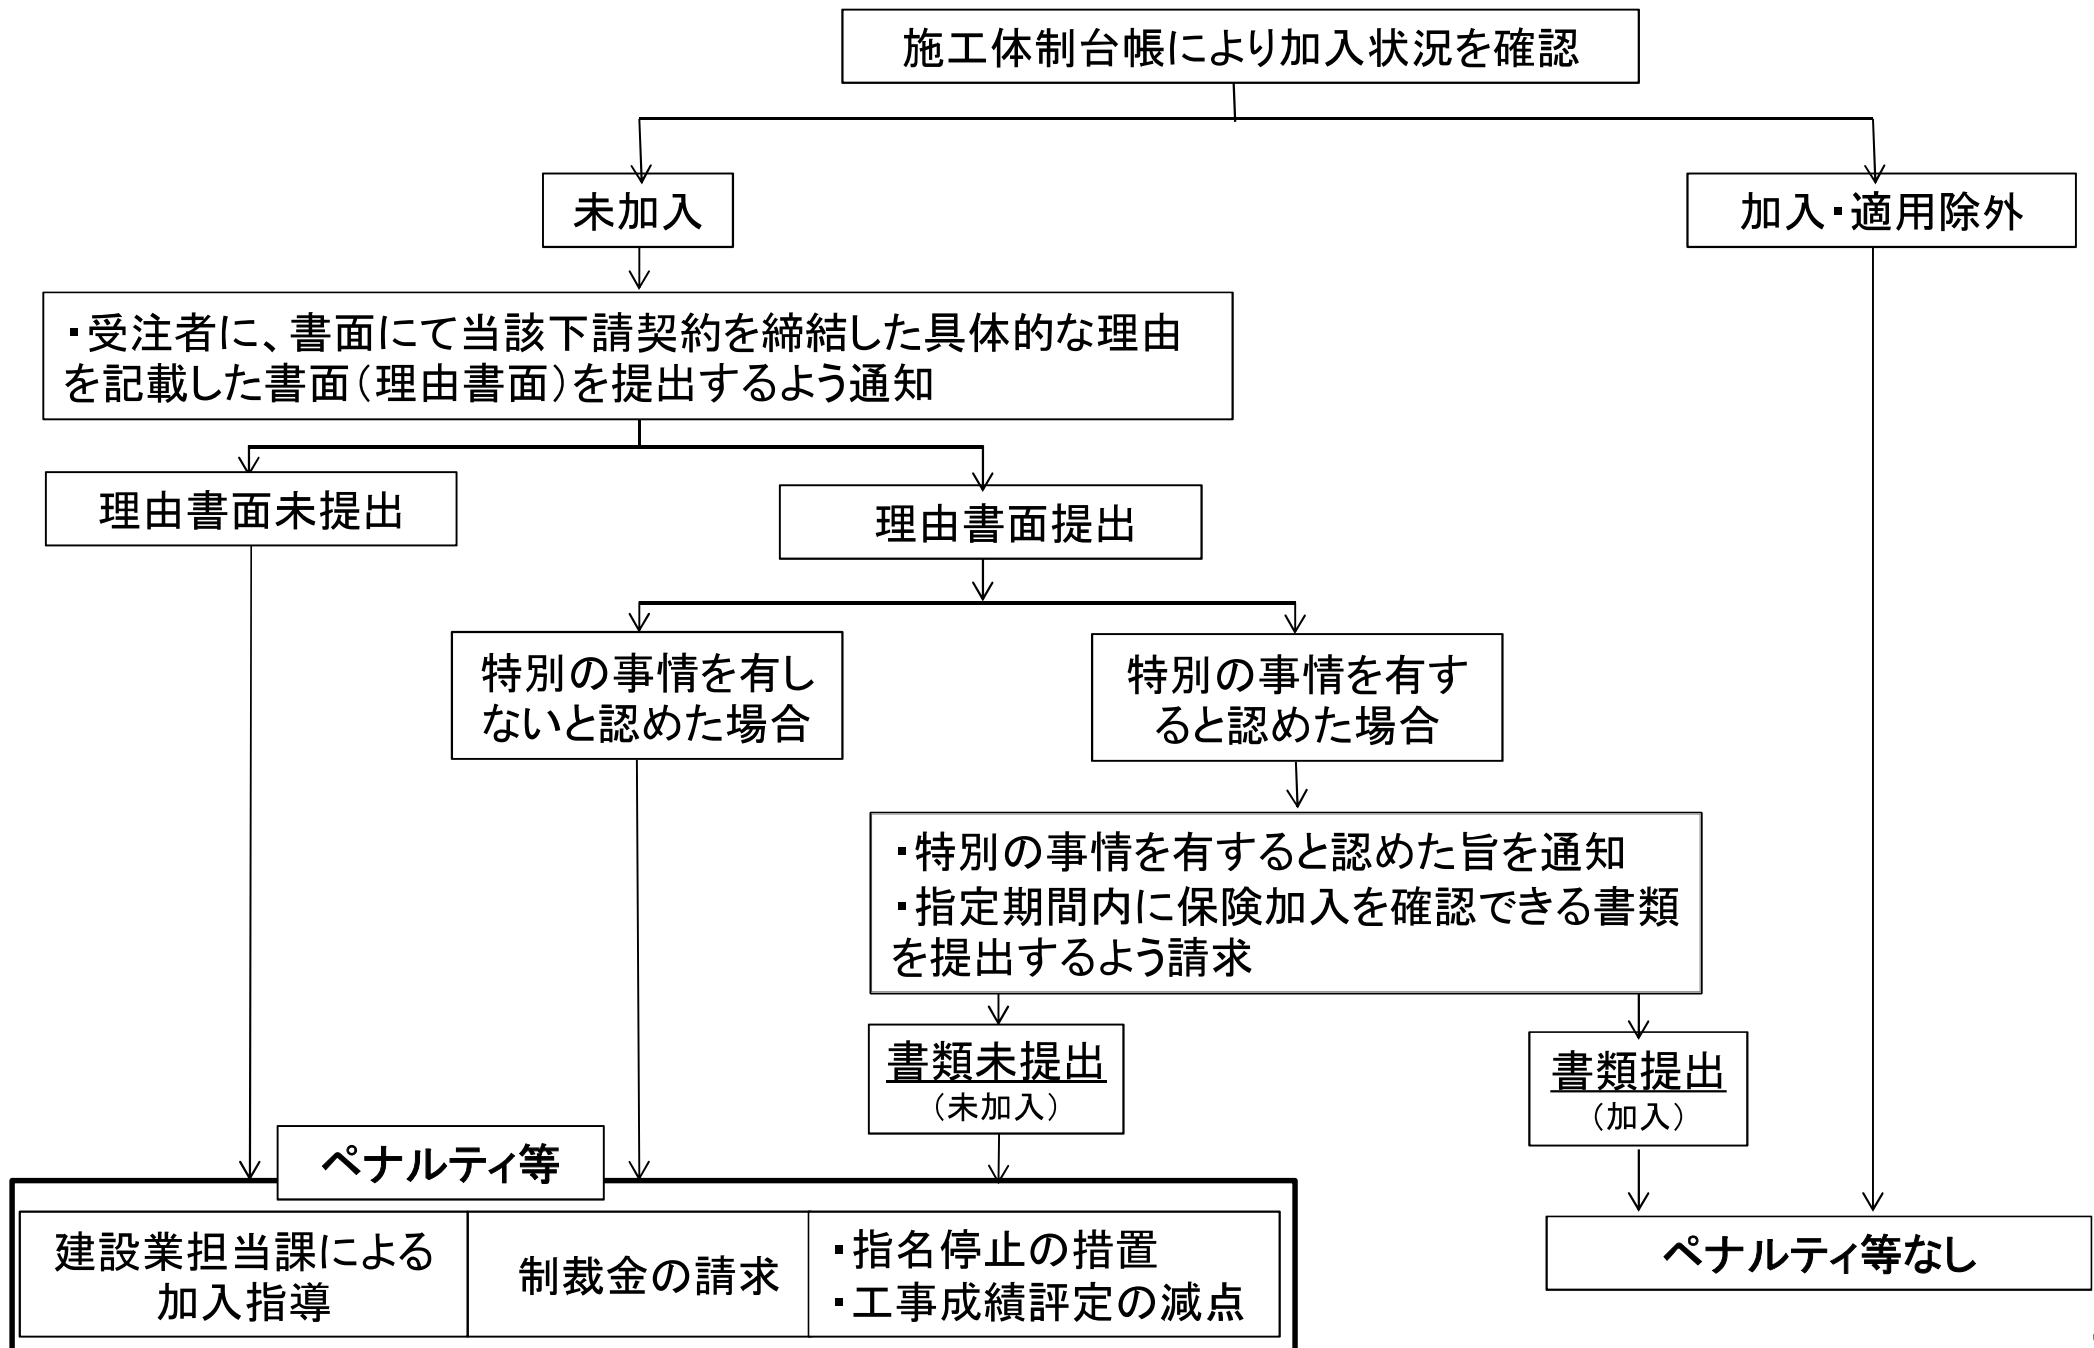 施工体制台帳により加入状況を確認
未加入
加入・適用除外
・受注者に、書面にて当該下請契約を締結した具体的な理由
を記載した書面（理由書面）を提出するよう通知
理由書面未提出
理由書面提出
特別の事情を有し
ないと認めた場合
特別の事情を有す
ると認めた場合
・特別の事情を有すると認めた旨を通知
・指定期間内に保険加入を確認できる書類
を提出するよう請求
書類未提出
（未加入）
書類提出
（加入）
ペナルティ等
建設業担当課による
加入指導
制裁金の請求
・指名停止の措置
・工事成績評定の減点
ペナルティ等なし